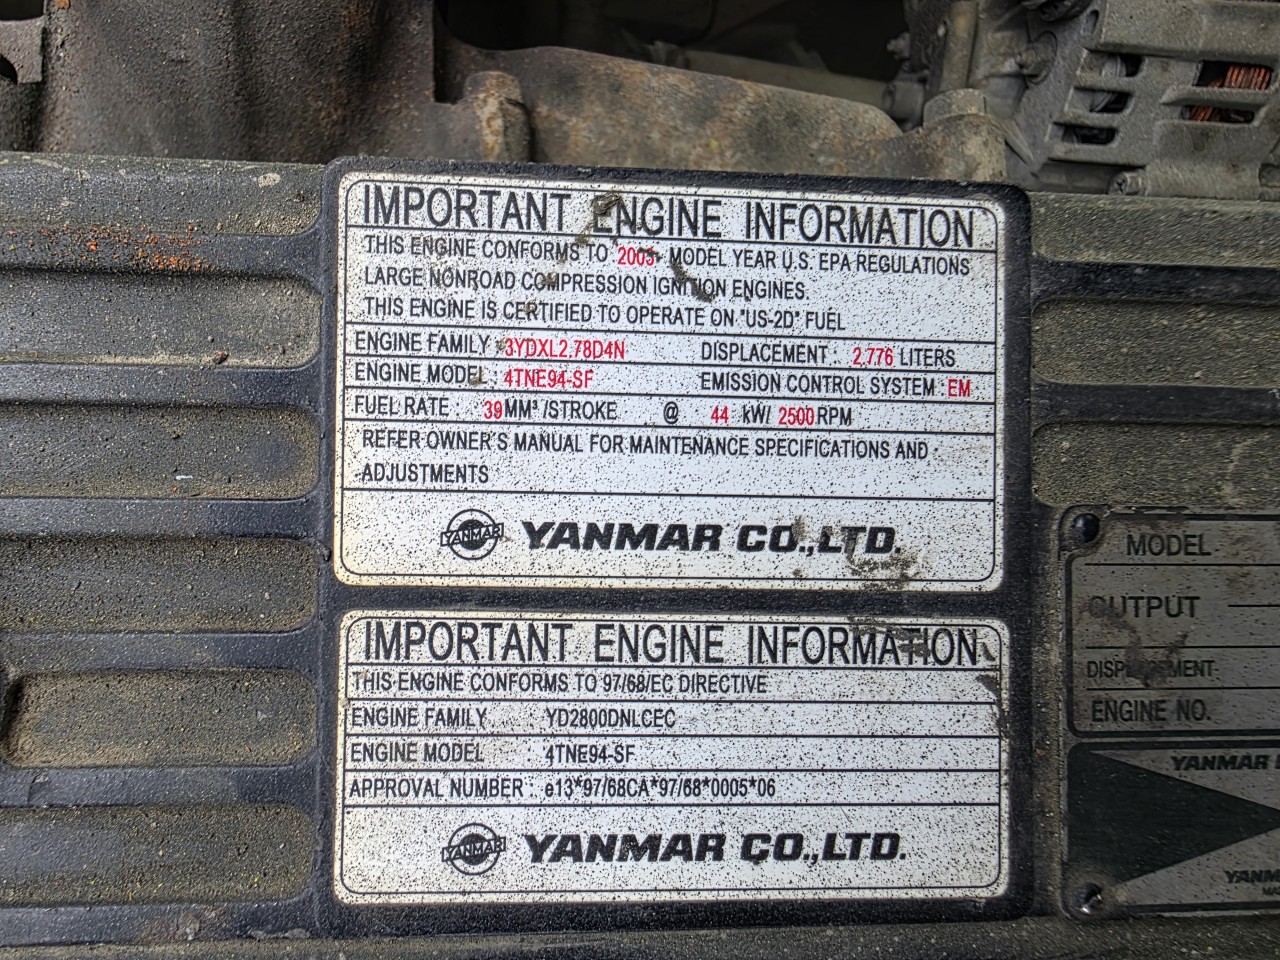 IMPORTANT ENGINE INFORMATION
THIS ENGINE CONFORMS TO 2003 MODEL YEAR U.S. EPA REGULATIONS
LARGE NONROAD COMPRESSION IGNITION ENGINES.
THIS ENGINE IS CERTIFIED TO OPERATE ON "US-2D" FUEL
ENGINE FAMILY : 3YDXL2.78D4N DISPLACEMENT : 2.776 LITERS
ENGINE MODEL : 4TNE94-SF EMISSION CONTROL SYSTEM : EM
FUEL RATE : 39 MM³/STROKE @ 44 kW/ 2500 RPM
REFER OWNER'S MANUAL FOR MAINTENANCE SPECIFICATIONS AND
ADJUSTMENTS
YANMAR YANMAR CO.,LTD.
IMPORTANT ENGINE INFORMATION
THIS ENGINE CONFORMS TO 97/68/EC DIRECTIVE
ENGINE FAMILY : YD2800DNLCEC
ENGINE MODEL : 4TNE94-SF
APPROVAL NUMBER : e13*97/68CA*97/68*0005*06
YANMAR YANMAR CO.,LTD.
MODEL
OUTPUT
DISPLACEMENT
ENGINE NO.
YANMAR